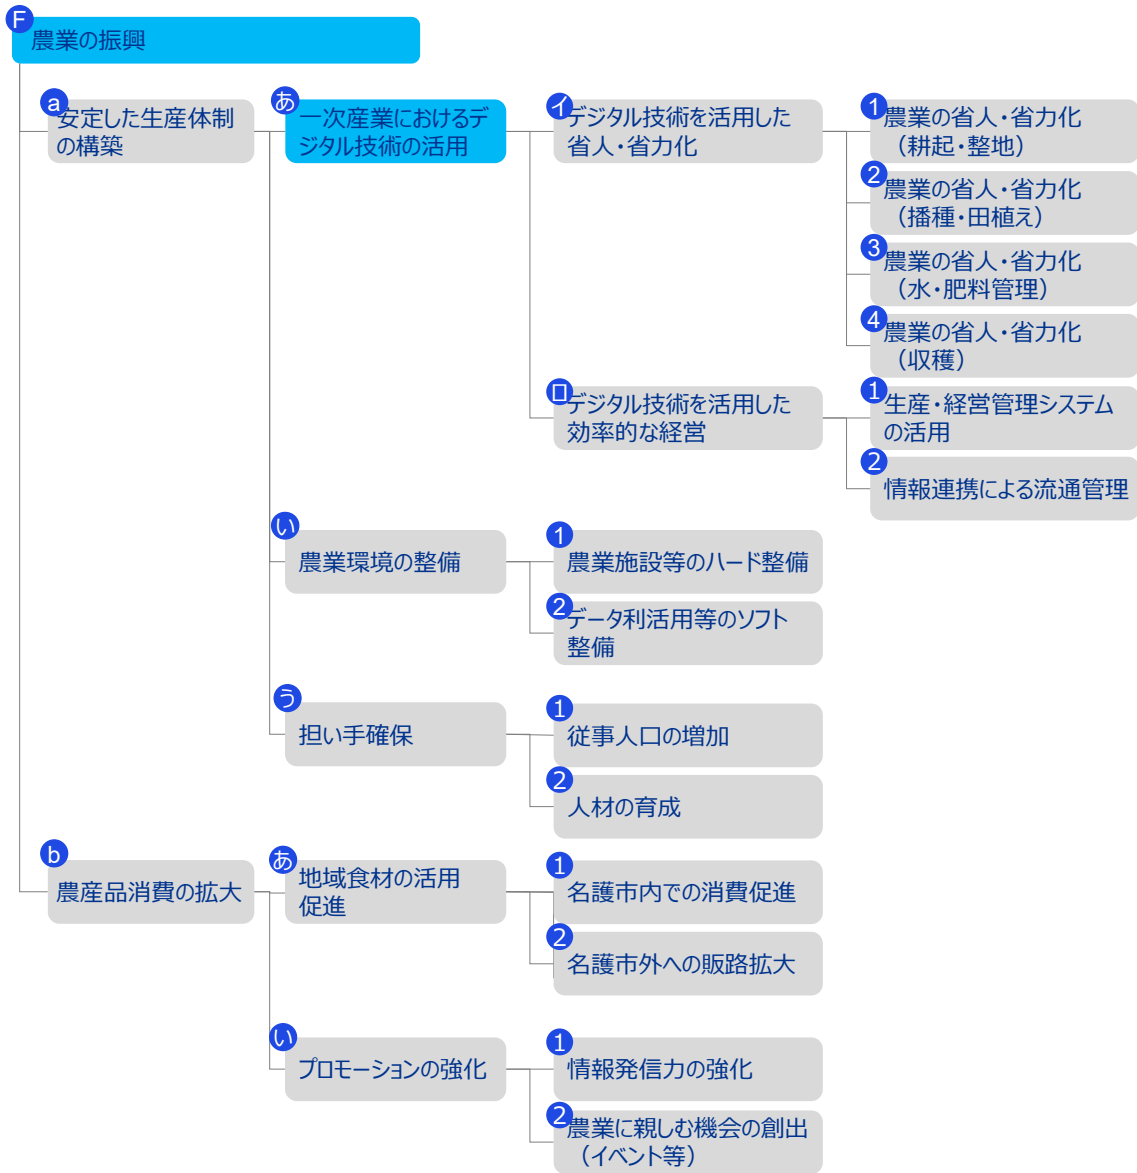 F
農業の振興
a
安定した生産体制
の構築
あ
一次産業におけるデ
ジタル技術の活用
イ
デジタル技術を活用した
省人・省力化
1
農業の省人・省力化
（耕起・整地）
2
農業の省人・省力化
（播種・田植え）
3
農業の省人・省力化
（水・肥料管理）
4
農業の省人・省力化
（収穫）
ロ
デジタル技術を活用した
効率的な経営
1
生産・経営管理システム
の活用
2
情報連携による流通管理
い
農業環境の整備
1
農業施設等のハード整備
2
データ利活用等のソフト
整備
う
担い手確保
1
従事人口の増加
2
人材の育成
b
農産品消費の拡大
あ
地域食材の活用
促進
1
名護市内での消費促進
2
名護市外への販路拡大
い
プロモーションの強化
1
情報発信力の強化
2
農業に親しむ機会の創出
（イベント等）